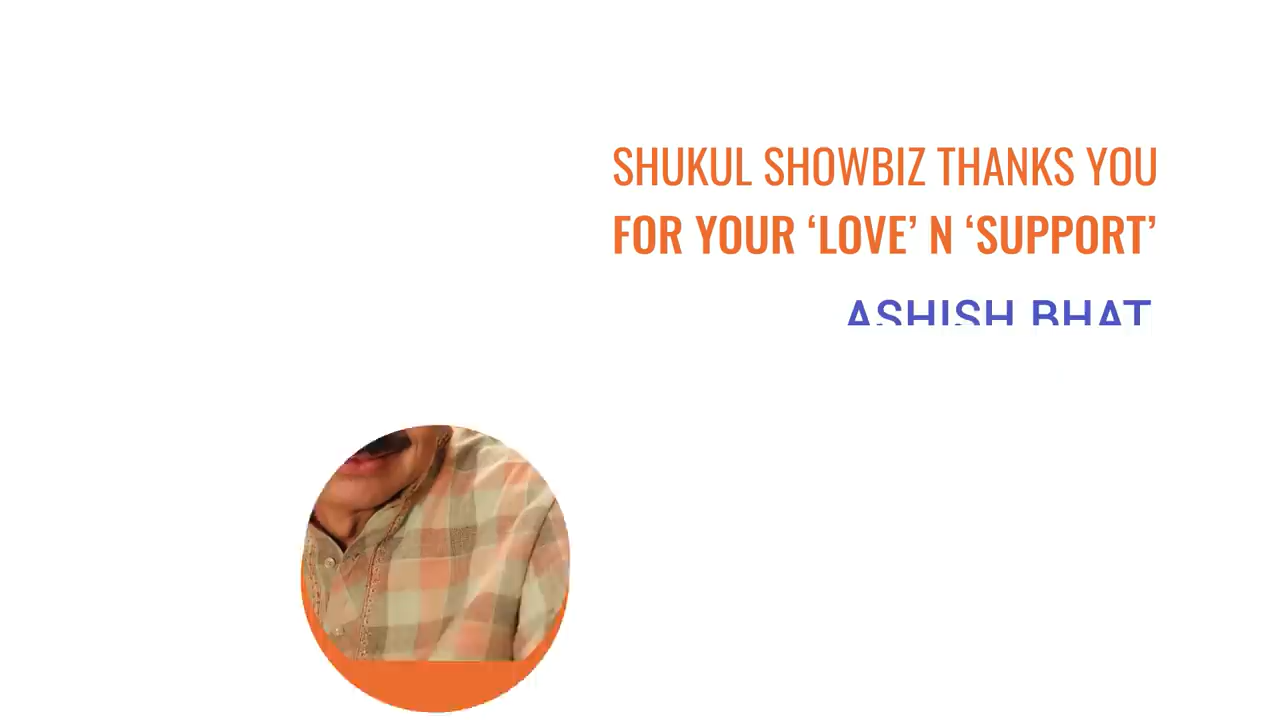 SHUKUL SHOWBIZ THANKS YOU
FOR YOUR ‘LOVE’ N ‘SUPPORT’
ASHISH BHAT